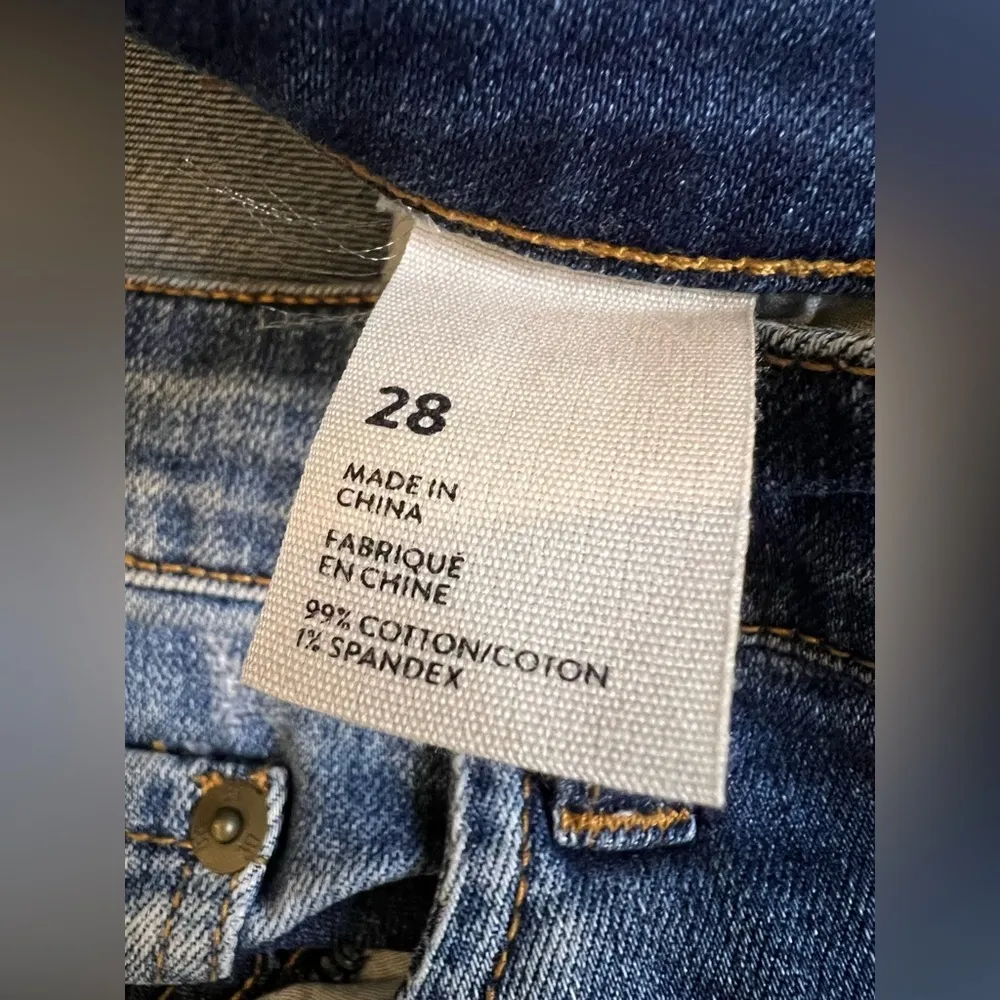 28
MADE IN
CHINA
FABRIQUÉ
EN CHINE
99% COTTON/COTON
1% SPANDEX